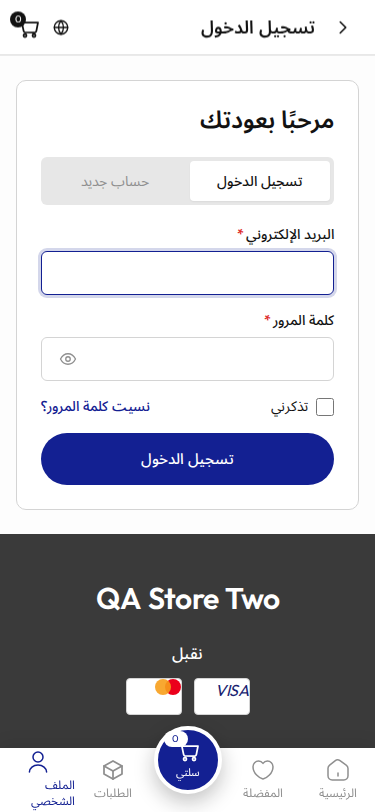 تسجيل الدخول
0
مرحبًا بعودتك
تسجيل الدخول
حساب جديد
البريد الإلكتروني *
كلمة المرور *
تذكرني
نسيت كلمة المرور؟
تسجيل الدخول
QA Store Two
نقبل
VISA
الرئيسية
المفضلة
0
سلتي
الطلبات
الملف
الشخصي